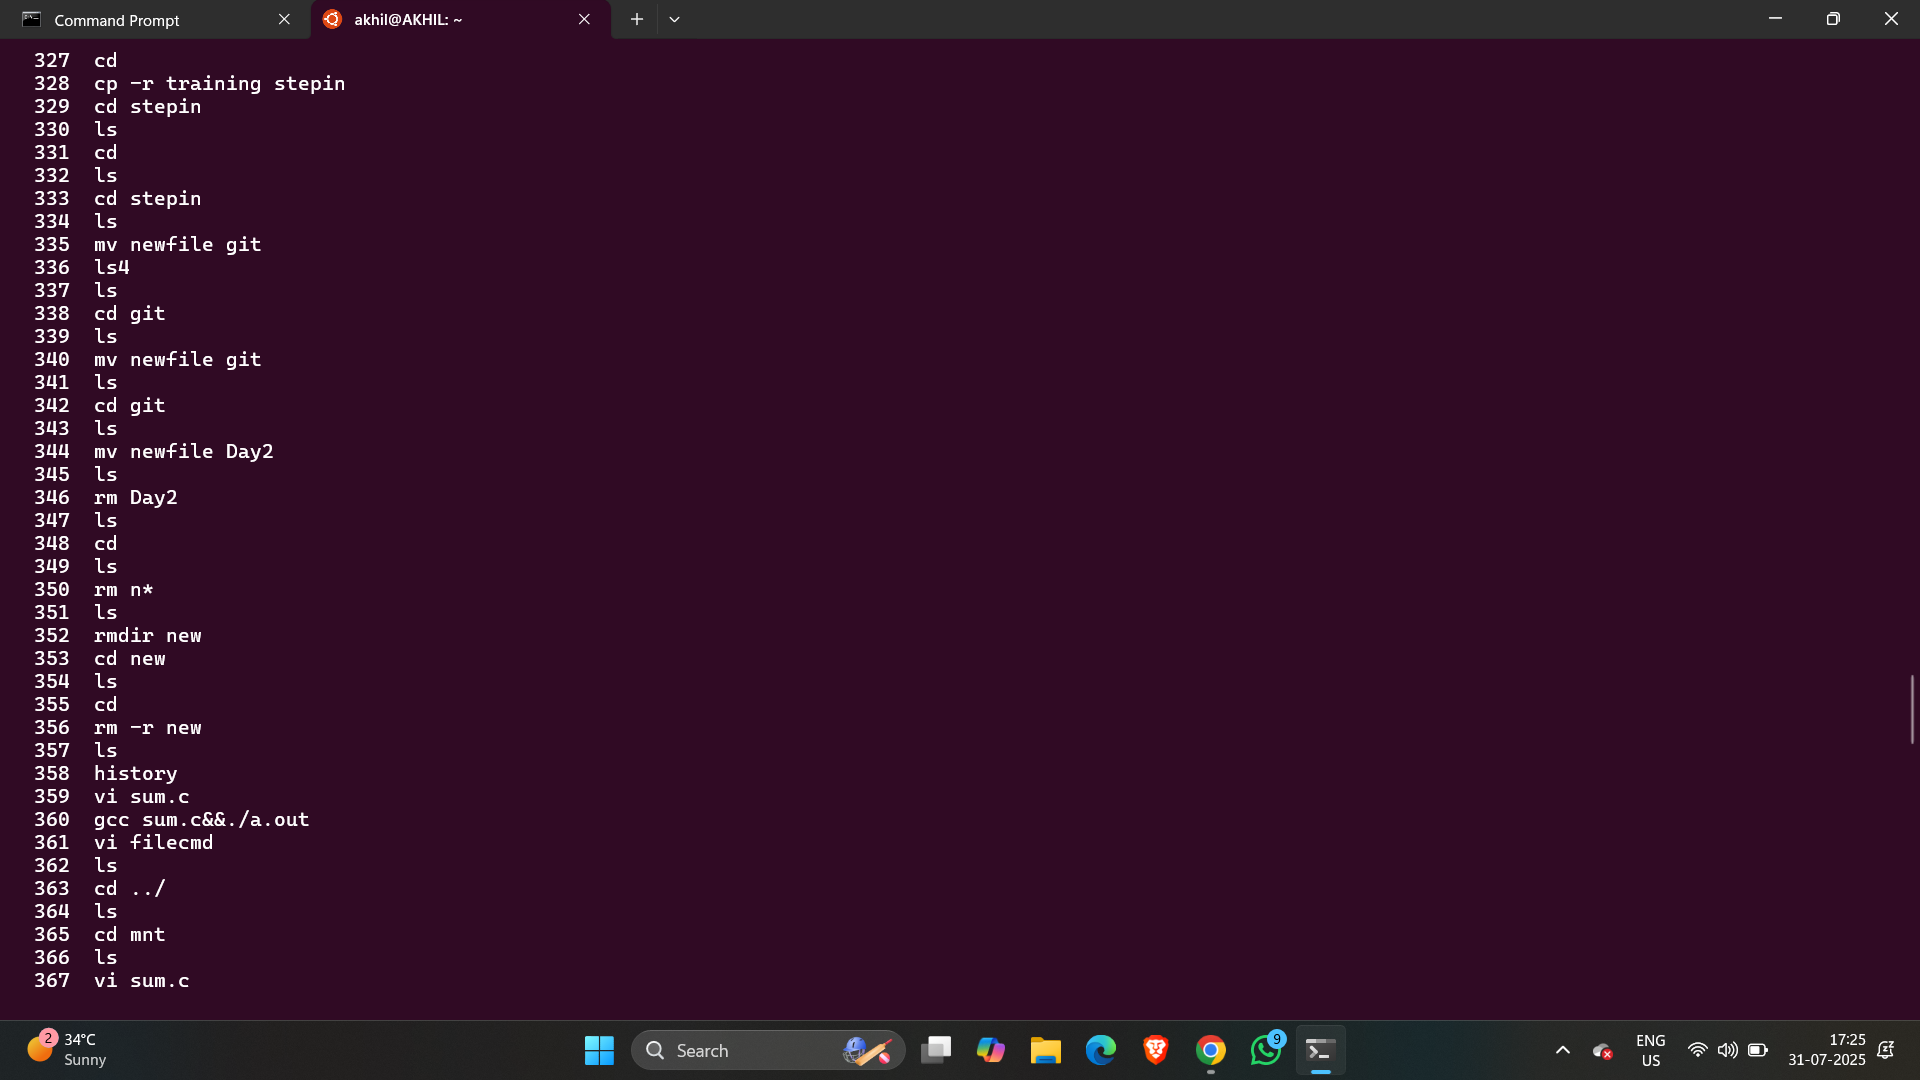 Command Prompt
akhil@AKHIL: ~
327 cd
328 cp -r training stepin
329 cd stepin
330 ls
331 cd
332 ls
333 cd stepin
334 ls
335 mv newfile git
336 ls4
337 ls
338 cd git
339 ls
340 mv newfile git
341 ls
342 cd git
343 ls
344 mv newfile Day2
345 ls
346 rm Day2
347 ls
348 cd
349 ls
350 rm n*
351 ls
352 rmdir new
353 cd new
354 ls
355 cd
356 rm -r new
357 ls
358 history
359 vi sum.c
360 gcc sum.c&&./a.out
361 vi filecmd
362 ls
363 cd ../
364 ls
365 cd mnt
366 ls
367 vi sum.c
2
34°C
Sunny
Search
9
ENG
US
17:25
31-07-2025